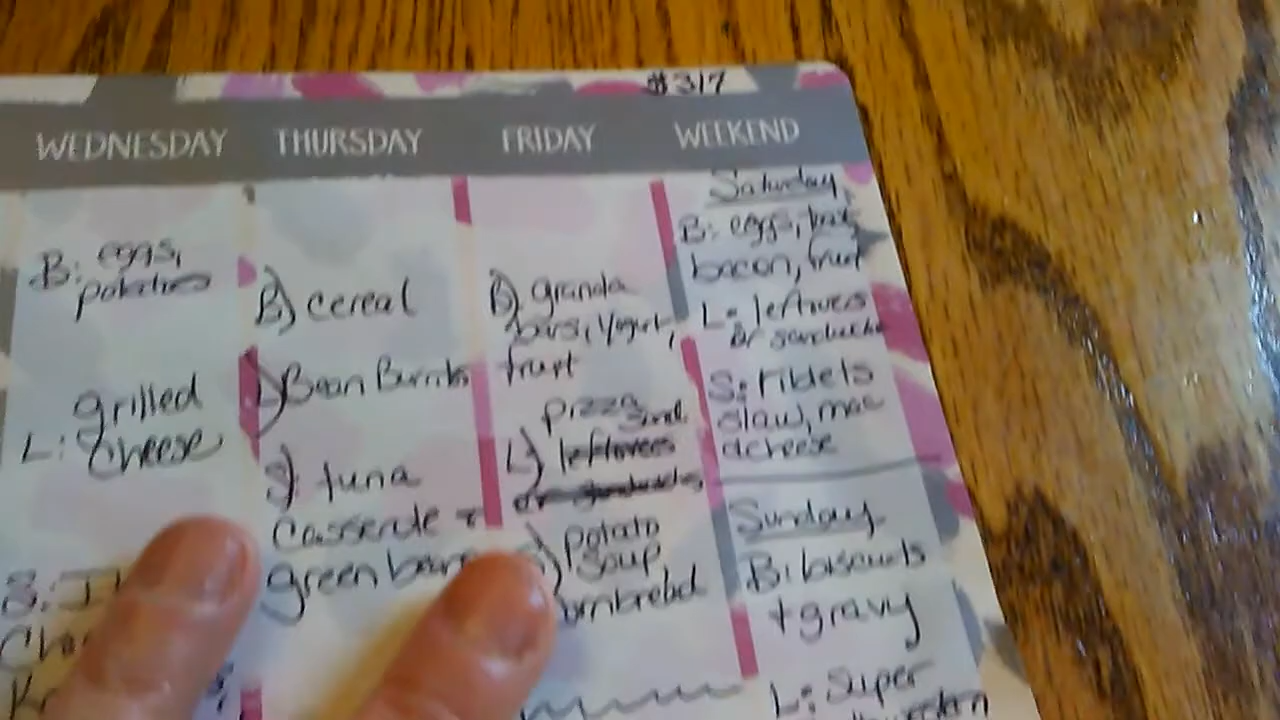 $317
WEDNESDAY
THURSDAY
FRIDAY
WEEKEND
B: eggs,
potatoes
grilled
L: Cheese
S:
B) cereal
L) Bean Burrito
S) tuna
Casserole +
green beans
B) granola
bars, yogurt,
fruit
pizza and
L) leftovers
potato
Soup,
cornbread
Saturday
B: eggs,
bacon, fruit
L: leftovers
or sandwiches
S: riblets
slaw, mac
&cheese
Sunday
B: biscuits
+ gravy
L: Super